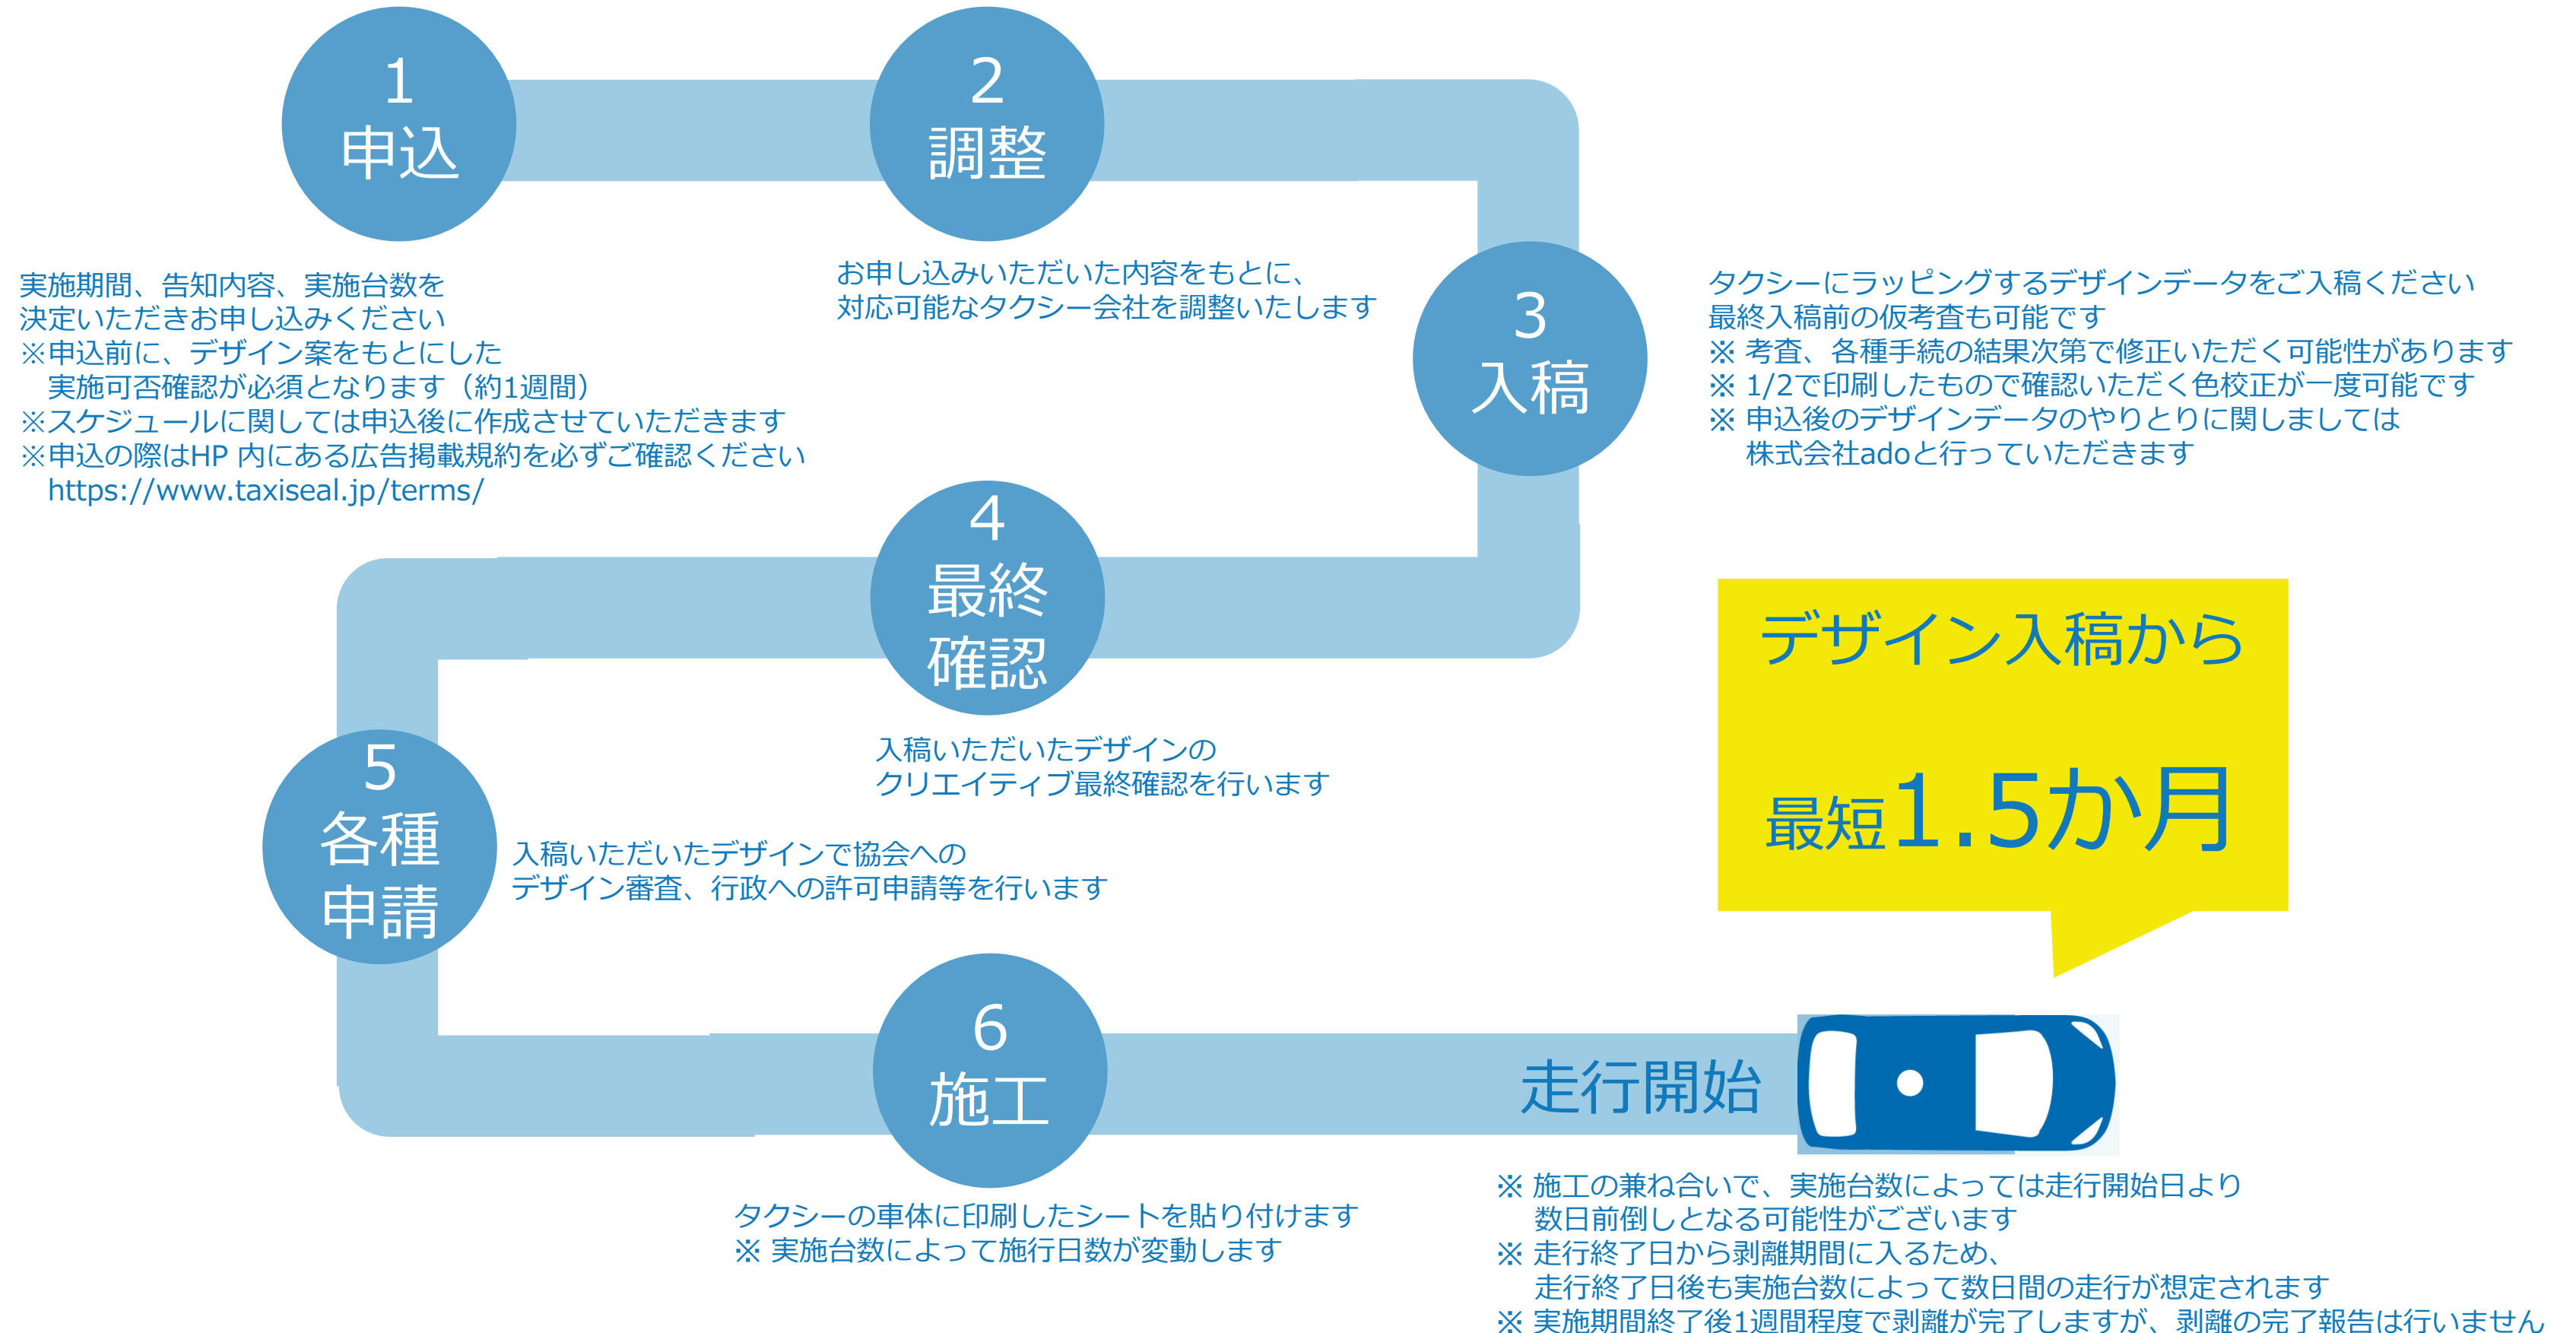 1
申込
実施期間、告知内容、実施台数を
決定いただきお申し込みください
※申込前に、デザイン案をもとにした
実施可否確認が必須となります（約1週間）
※スケジュールに関しては申込後に作成させていただきます
※申込の際はHP 内にある広告掲載規約を必ずご確認ください
https://www.taxiseal.jp/terms/
2
調整
お申し込みいただいた内容をもとに、
対応可能なタクシー会社を調整いたします
3
入稿
タクシーにラッピングするデザインデータをご入稿ください
最終入稿前の仮考査も可能です
※ 考査、各種手続の結果次第で修正いただく可能性があります
※ 1/2で印刷したもので確認いただく色校正が一度可能です
※ 申込後のデザインデータのやりとりに関しましては
株式会社adoと行っていただきます
4
最終
確認
入稿いただいたデザインの
クリエイティブ最終確認を行います
5
各種
申請
入稿いただいたデザインで協会への
デザイン審査、行政への許可申請等を行います
6
施工
タクシーの車体に印刷したシートを貼り付けます
※ 実施台数によって施行日数が変動します
デザイン入稿から
最短1.5か月
走行開始
※ 施工の兼ね合いで、実施台数によっては走行開始日より
数日前倒しとなる可能性がございます
※ 走行終了日から剥離期間に入るため、
走行終了日後も実施台数によって数日間の走行が想定されます
※ 実施期間終了後1週間程度で剥離が完了しますが、剥離の完了報告は行いません